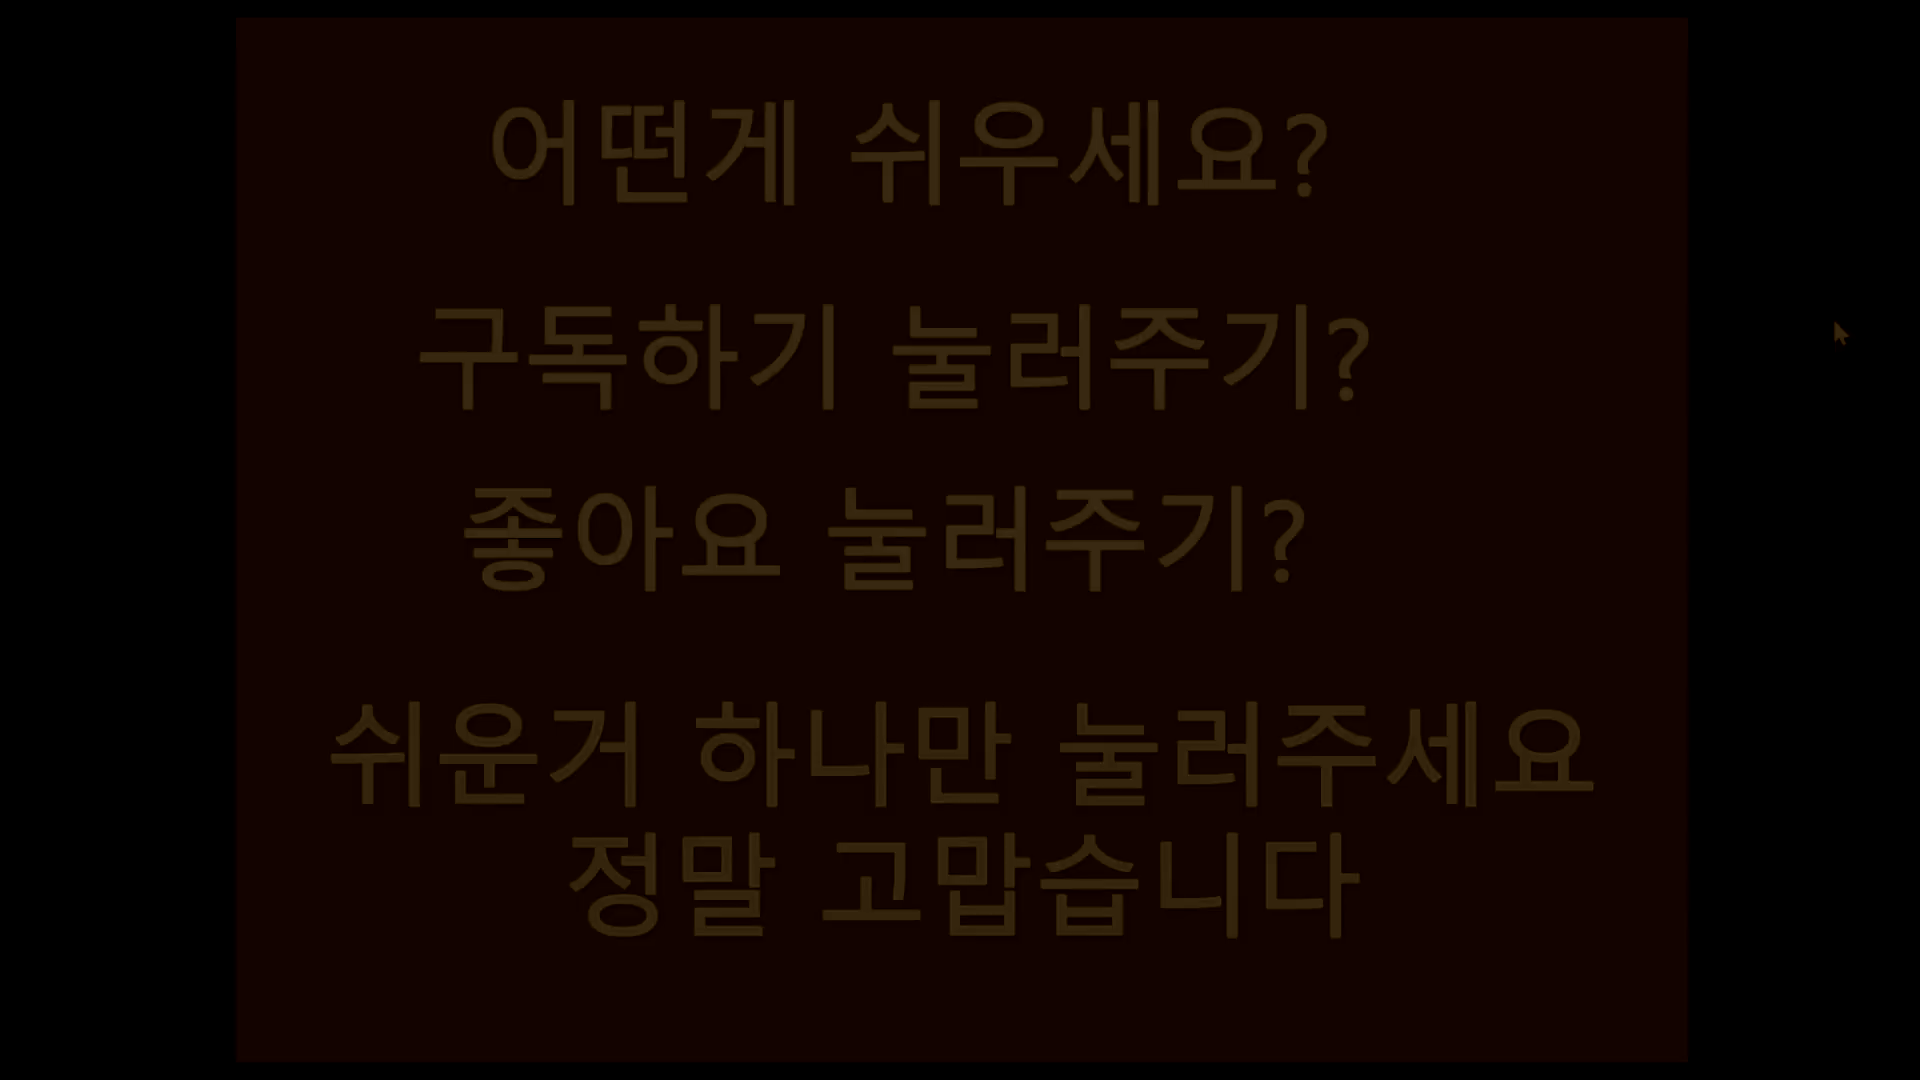 어떤게 쉬우세요?
구독하기 눌러주기?
좋아요 눌러주기?
쉬운거 하나만 눌러주세요
정말 고맙습니다